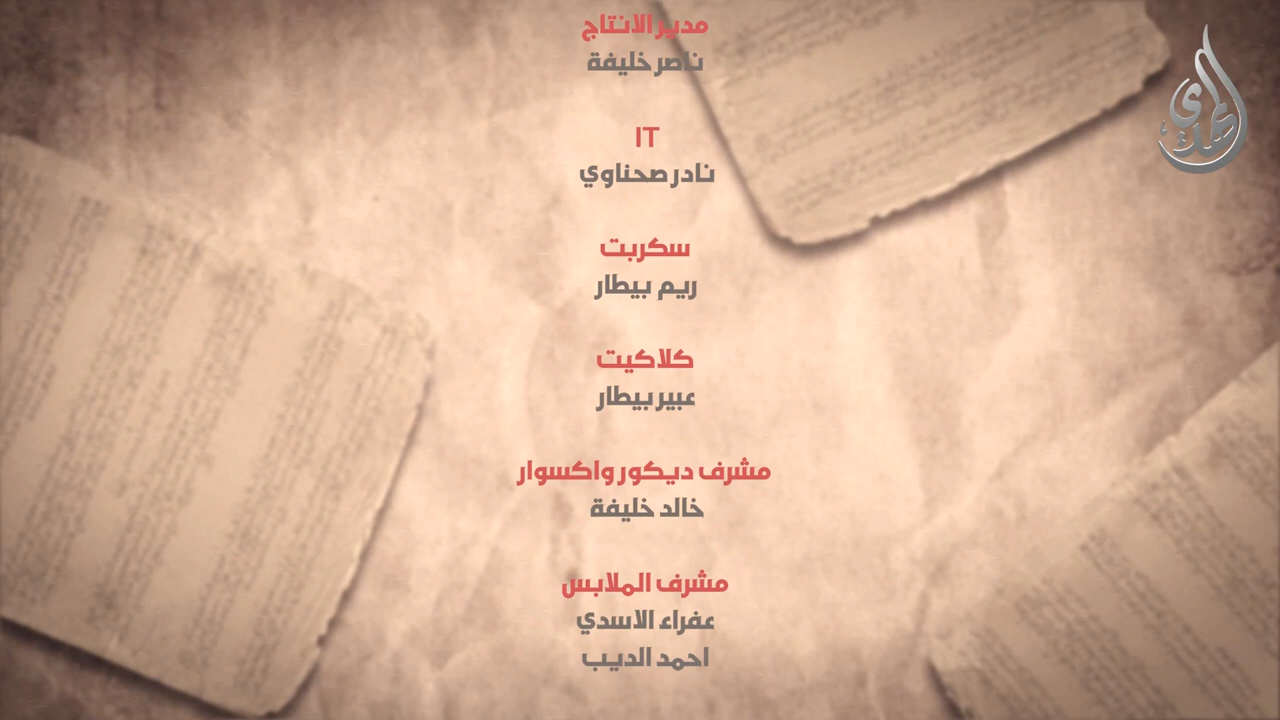 مدير الانتاج
ناصر خليفة
IT
نادر صحناوي
سكربت
ريم بيطار
كلاكيت
عبير بيطار
مشرف ديكور واكسوار
خالد خليفة
مشرف الملابس
عفراء الاسدي
احمد الديب